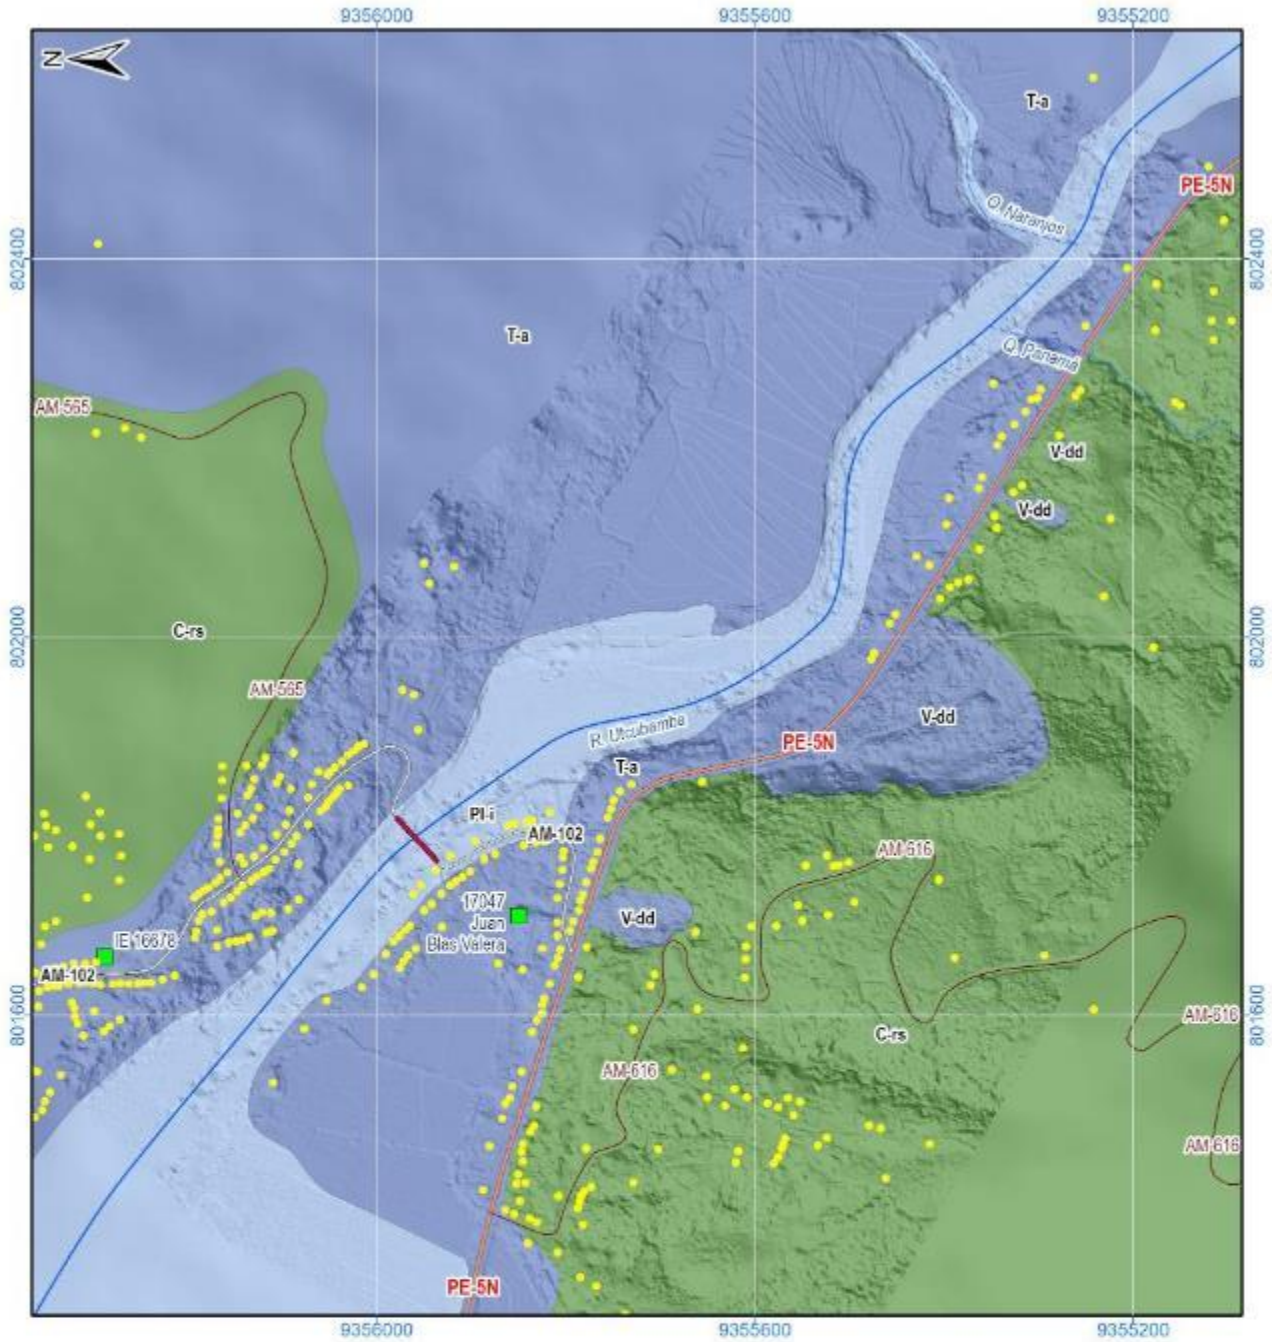 9356000 9355600 9355200
N
T-a
PE-5N
Q. Naranjos
802400 802400
T-a
Q. Panamá
AM-565
V-dd
V-dd
C-rs
802000 802000
AM-565
V-dd
R. Utcubamba
PE-5N
T-a
Pl-i
AM-102
AM-616
17047
Juan
Blas Valera
V-dd
IE 16678
AM-102
801600 801600
AM-616
C-rs
AM-616
AM-616
PE-5N
9356000 9355600 9355200